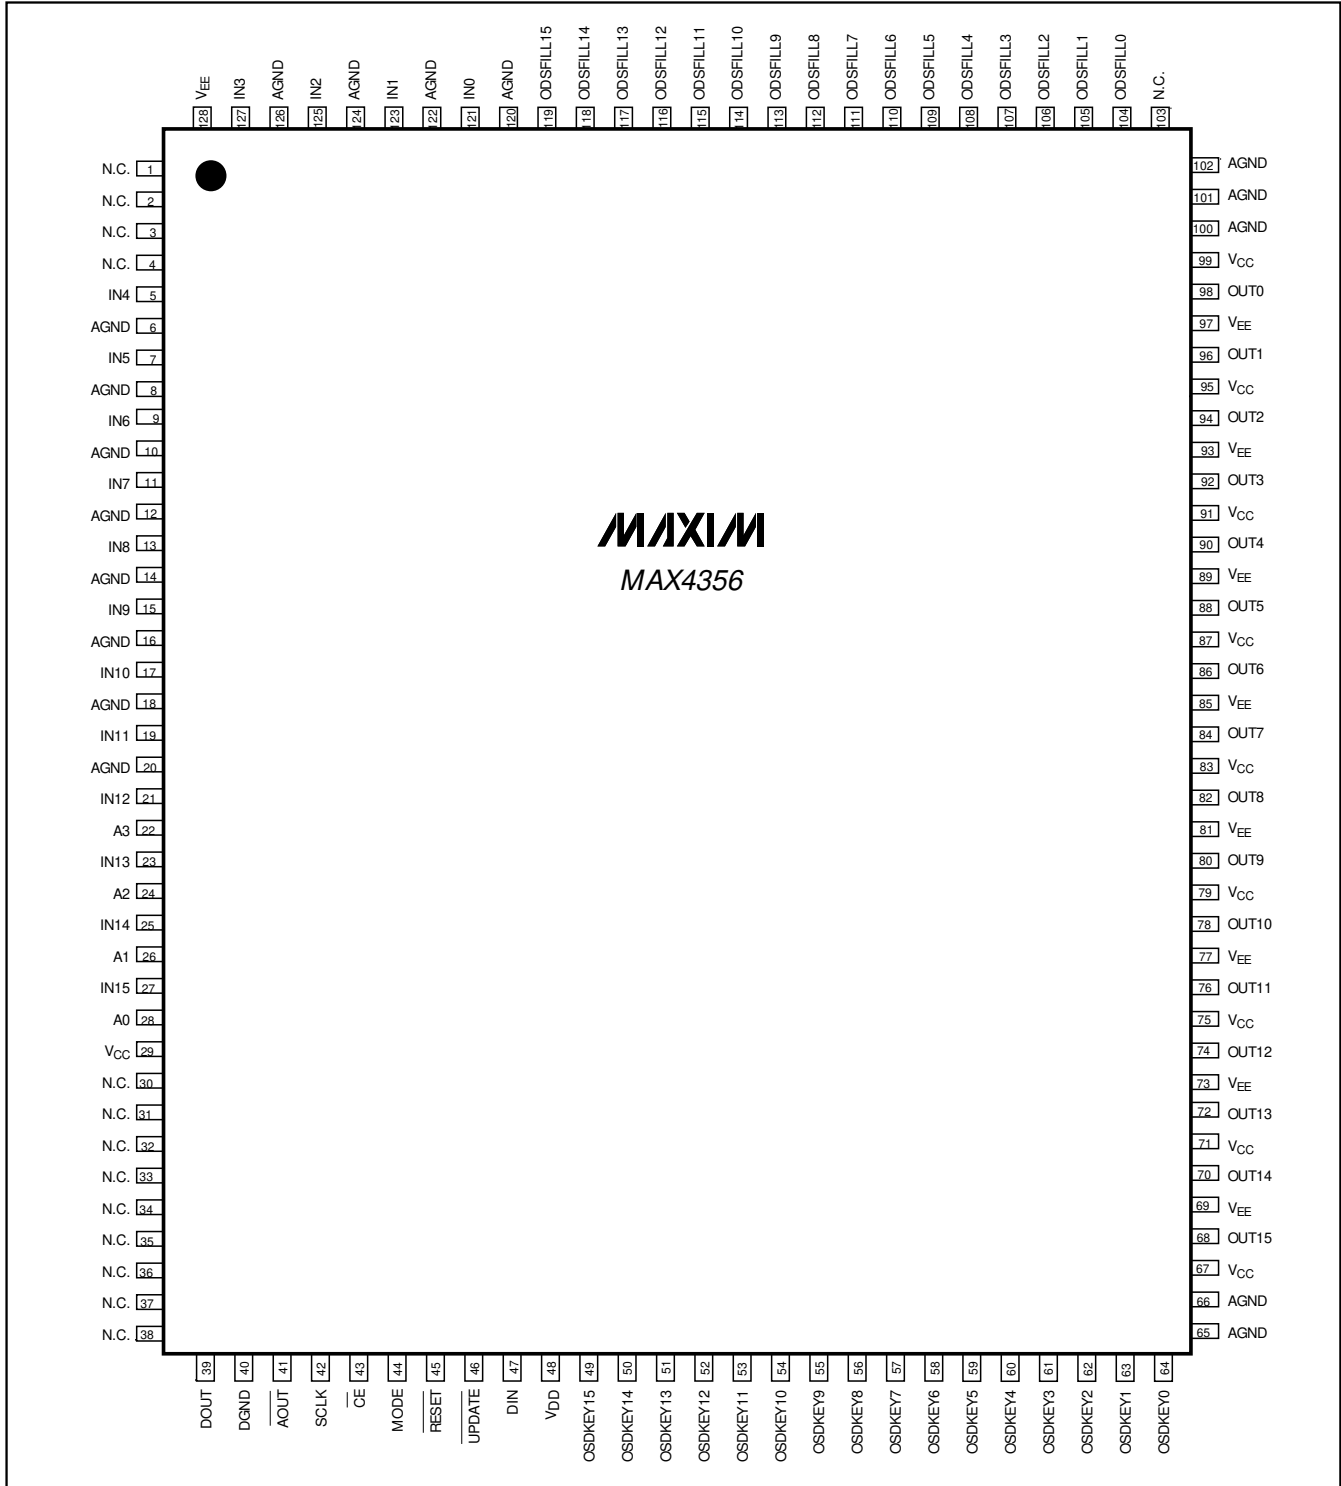 VEE IN3 AGND IN2 AGND IN1 AGND IN0 AGND ODSFILL15 ODSFILL14 ODSFILL13 ODSFILL12 ODSFILL11 ODSFILL10 ODSFILL9 ODSFILL8 ODSFILL7 ODSFILL6 ODSFILL5 ODSFILL4 ODSFILL3 ODSFILL2 ODSFILL1 ODSFILL0 N.C.
128 127 126 125 124 123 122 121 120 119 118 117 116 115 114 113 112 111 110 109 108 107 106 105 104 103
N.C. 1
N.C. 2
N.C. 3
N.C. 4
IN4 5
AGND 6
IN5 7
AGND 8
IN6 9
AGND 10
IN7 11
AGND 12
IN8 13
AGND 14
IN9 15
AGND 16
IN10 17
AGND 18
IN11 19
AGND 20
IN12 21
A3 22
IN13 23
A2 24
IN14 25
A1 26
IN15 27
A0 28
VCC 29
N.C. 30
N.C. 31
N.C. 32
N.C. 33
N.C. 34
N.C. 35
N.C. 36
N.C. 37
N.C. 38
MAXIM
MAX4356
102 AGND
101 AGND
100 AGND
99 VCC
98 OUT0
97 VEE
96 OUT1
95 VCC
94 OUT2
93 VEE
92 OUT3
91 VCC
90 OUT4
89 VEE
88 OUT5
87 VCC
86 OUT6
85 VEE
84 OUT7
83 VCC
82 OUT8
81 VEE
80 OUT9
79 VCC
78 OUT10
77 VEE
76 OUT11
75 VCC
74 OUT12
73 VEE
72 OUT13
71 VCC
70 OUT14
69 VEE
68 OUT15
67 VCC
66 AGND
65 AGND
39 40 41 42 43 44 45 46 47 48 49 50 51 52 53 54 55 56 57 58 59 60 61 62 63 64
DOUT DGND AOUT SCLK CE MODE RESET UPDATE DIN VDD OSDKEY15 OSDKEY14 OSDKEY13 OSDKEY12 OSDKEY11 OSDKEY10 OSDKEY9 OSDKEY8 OSDKEY7 OSDKEY6 OSDKEY5 OSDKEY4 OSDKEY3 OSDKEY2 OSDKEY1 OSDKEY0